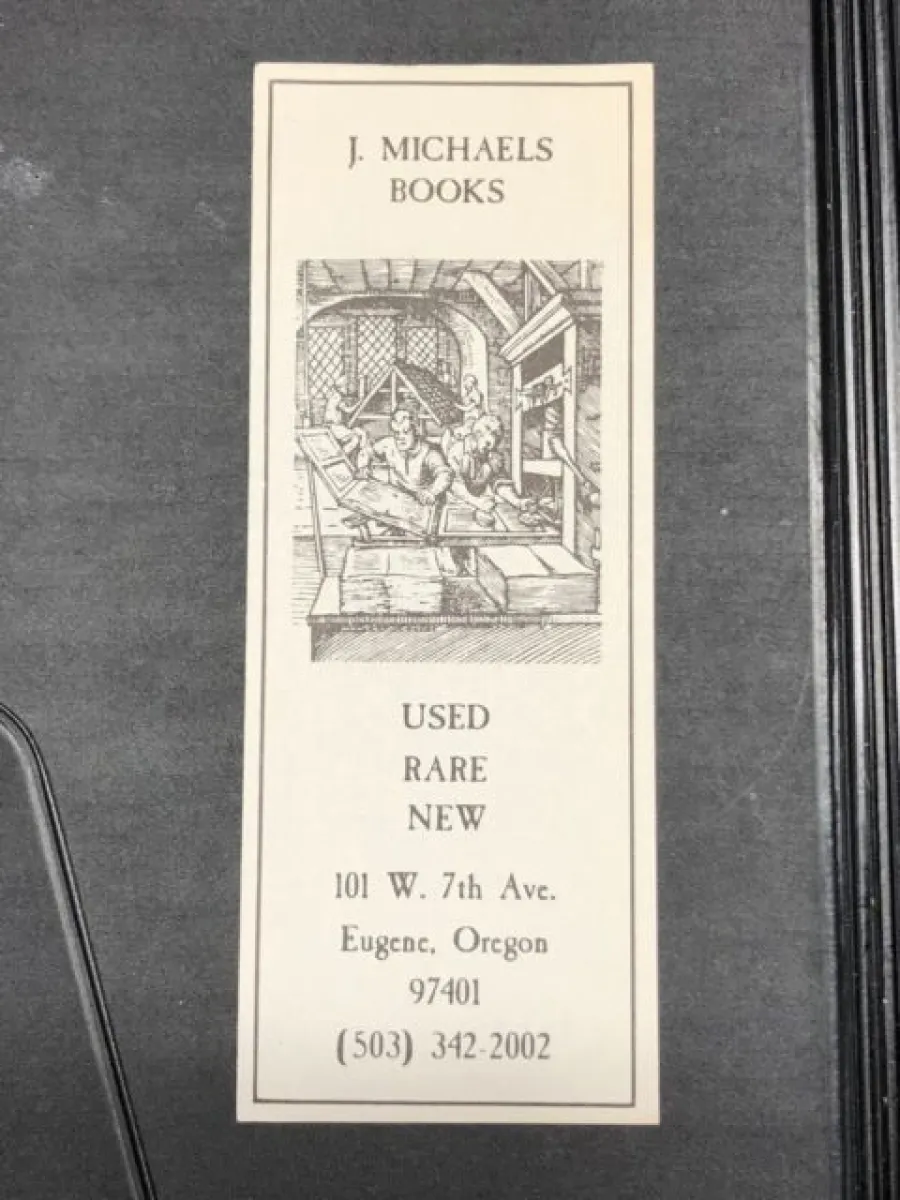 J. MICHAELS
BOOKS
USED
RARE
NEW
101 W. 7th Ave.
Eugene, Oregon
97401
(503) 342-2002